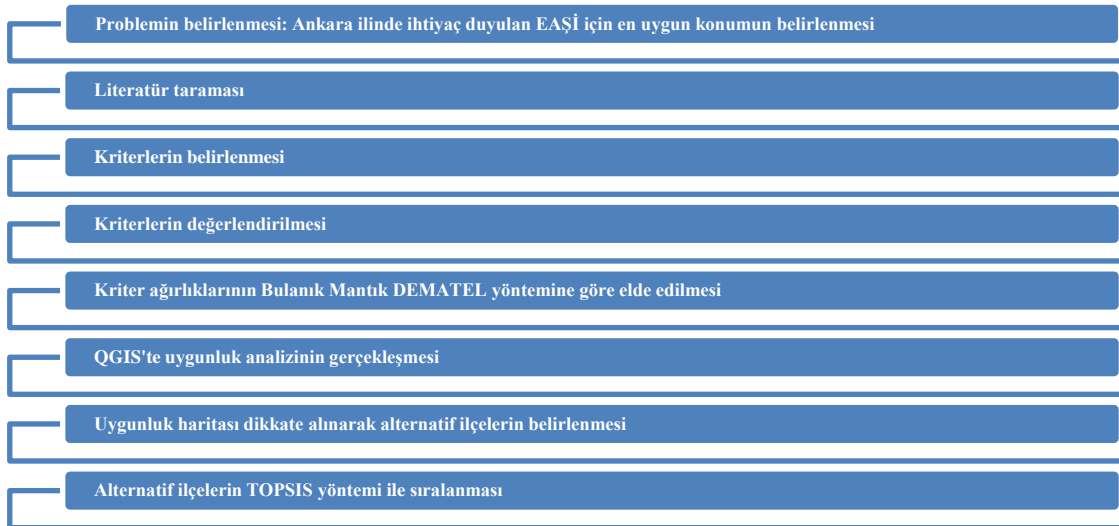 Problemin belirlenmesi: Ankara ilinde ihtiyaç duyulan EAŞİ için en uygun konumun belirlenmesi
Literatür taraması
Kriterlerin belirlenmesi
Kriterlerin değerlendirilmesi
Kriter ağırlıklarının Bulanık Mantık DEMATEL yöntemine göre elde edilmesi
QGIS'te uygunluk analizinin gerçekleşmesi
Uygunluk haritası dikkate alınarak alternatif ilçelerin belirlenmesi
Alternatif ilçelerin TOPSIS yöntemi ile sıralanması